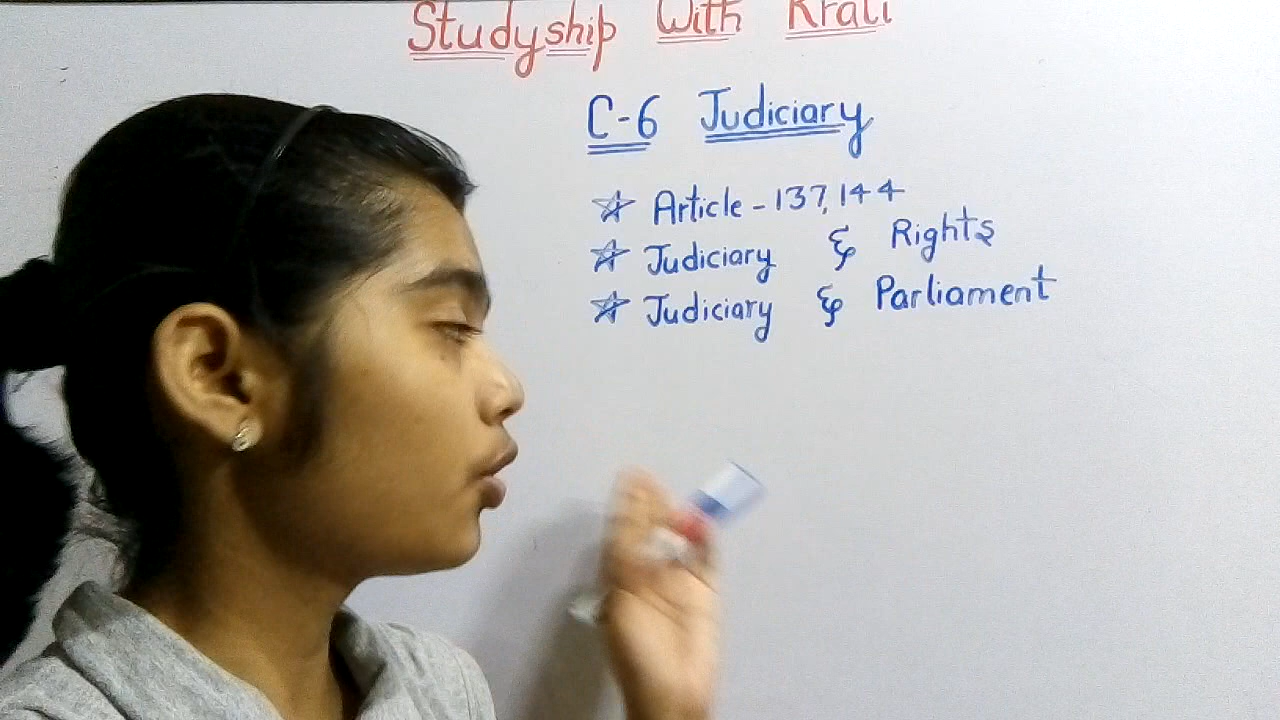 Studyship With Krati
C-6 Judiciary
☆ Article - 137, 144
☆ Judiciary & Rights
☆ Judiciary & Parliament